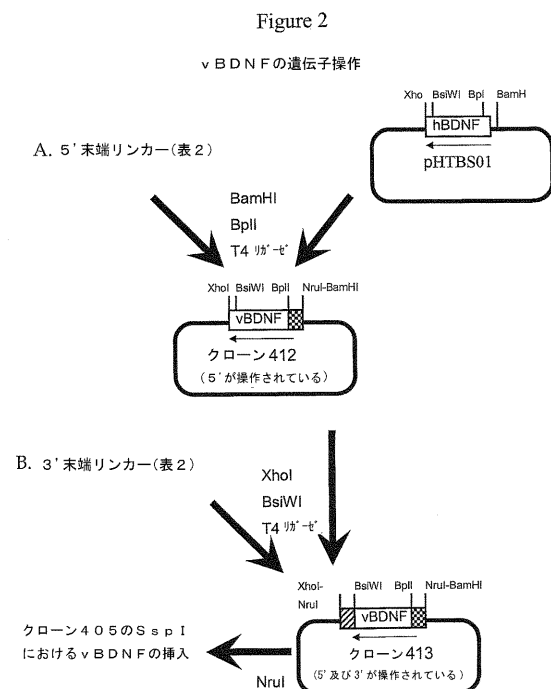 Figure 2
vBDNFの遺伝子操作
Xho BsiWI Bpl BamH
hBDNF
pHTBS01
A. 5'末端リンカー(表2)
BamHI
BplI
T4 ﾘｶﾞｰｾﾞ
XhoI BsiWI BplI NruI-BamHI
vBDNF
クローン412
(5'が操作されている)
B. 3'末端リンカー(表2)
XhoI
BsiWI
T4 ﾘｶﾞｰｾﾞ
XhoI-
NruI
BsiWI BplI NruI-BamHI
vBDNF
クローン413
(5'及び3'が操作されている)
クローン405のSspI
におけるvBDNFの挿入
NruI